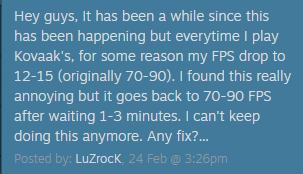 Hey guys, It has been a while since this
has been happening but everytime I play
Kovaak's, for some reason my FPS drop to
12-15 (originally 70-90). I found this really
annoying but it goes back to 70-90 FPS
after waiting 1-3 minutes. I can't keep
doing this anymore. Any fix?...
Posted by: LuZrocK, 24 Feb @ 3:26pm